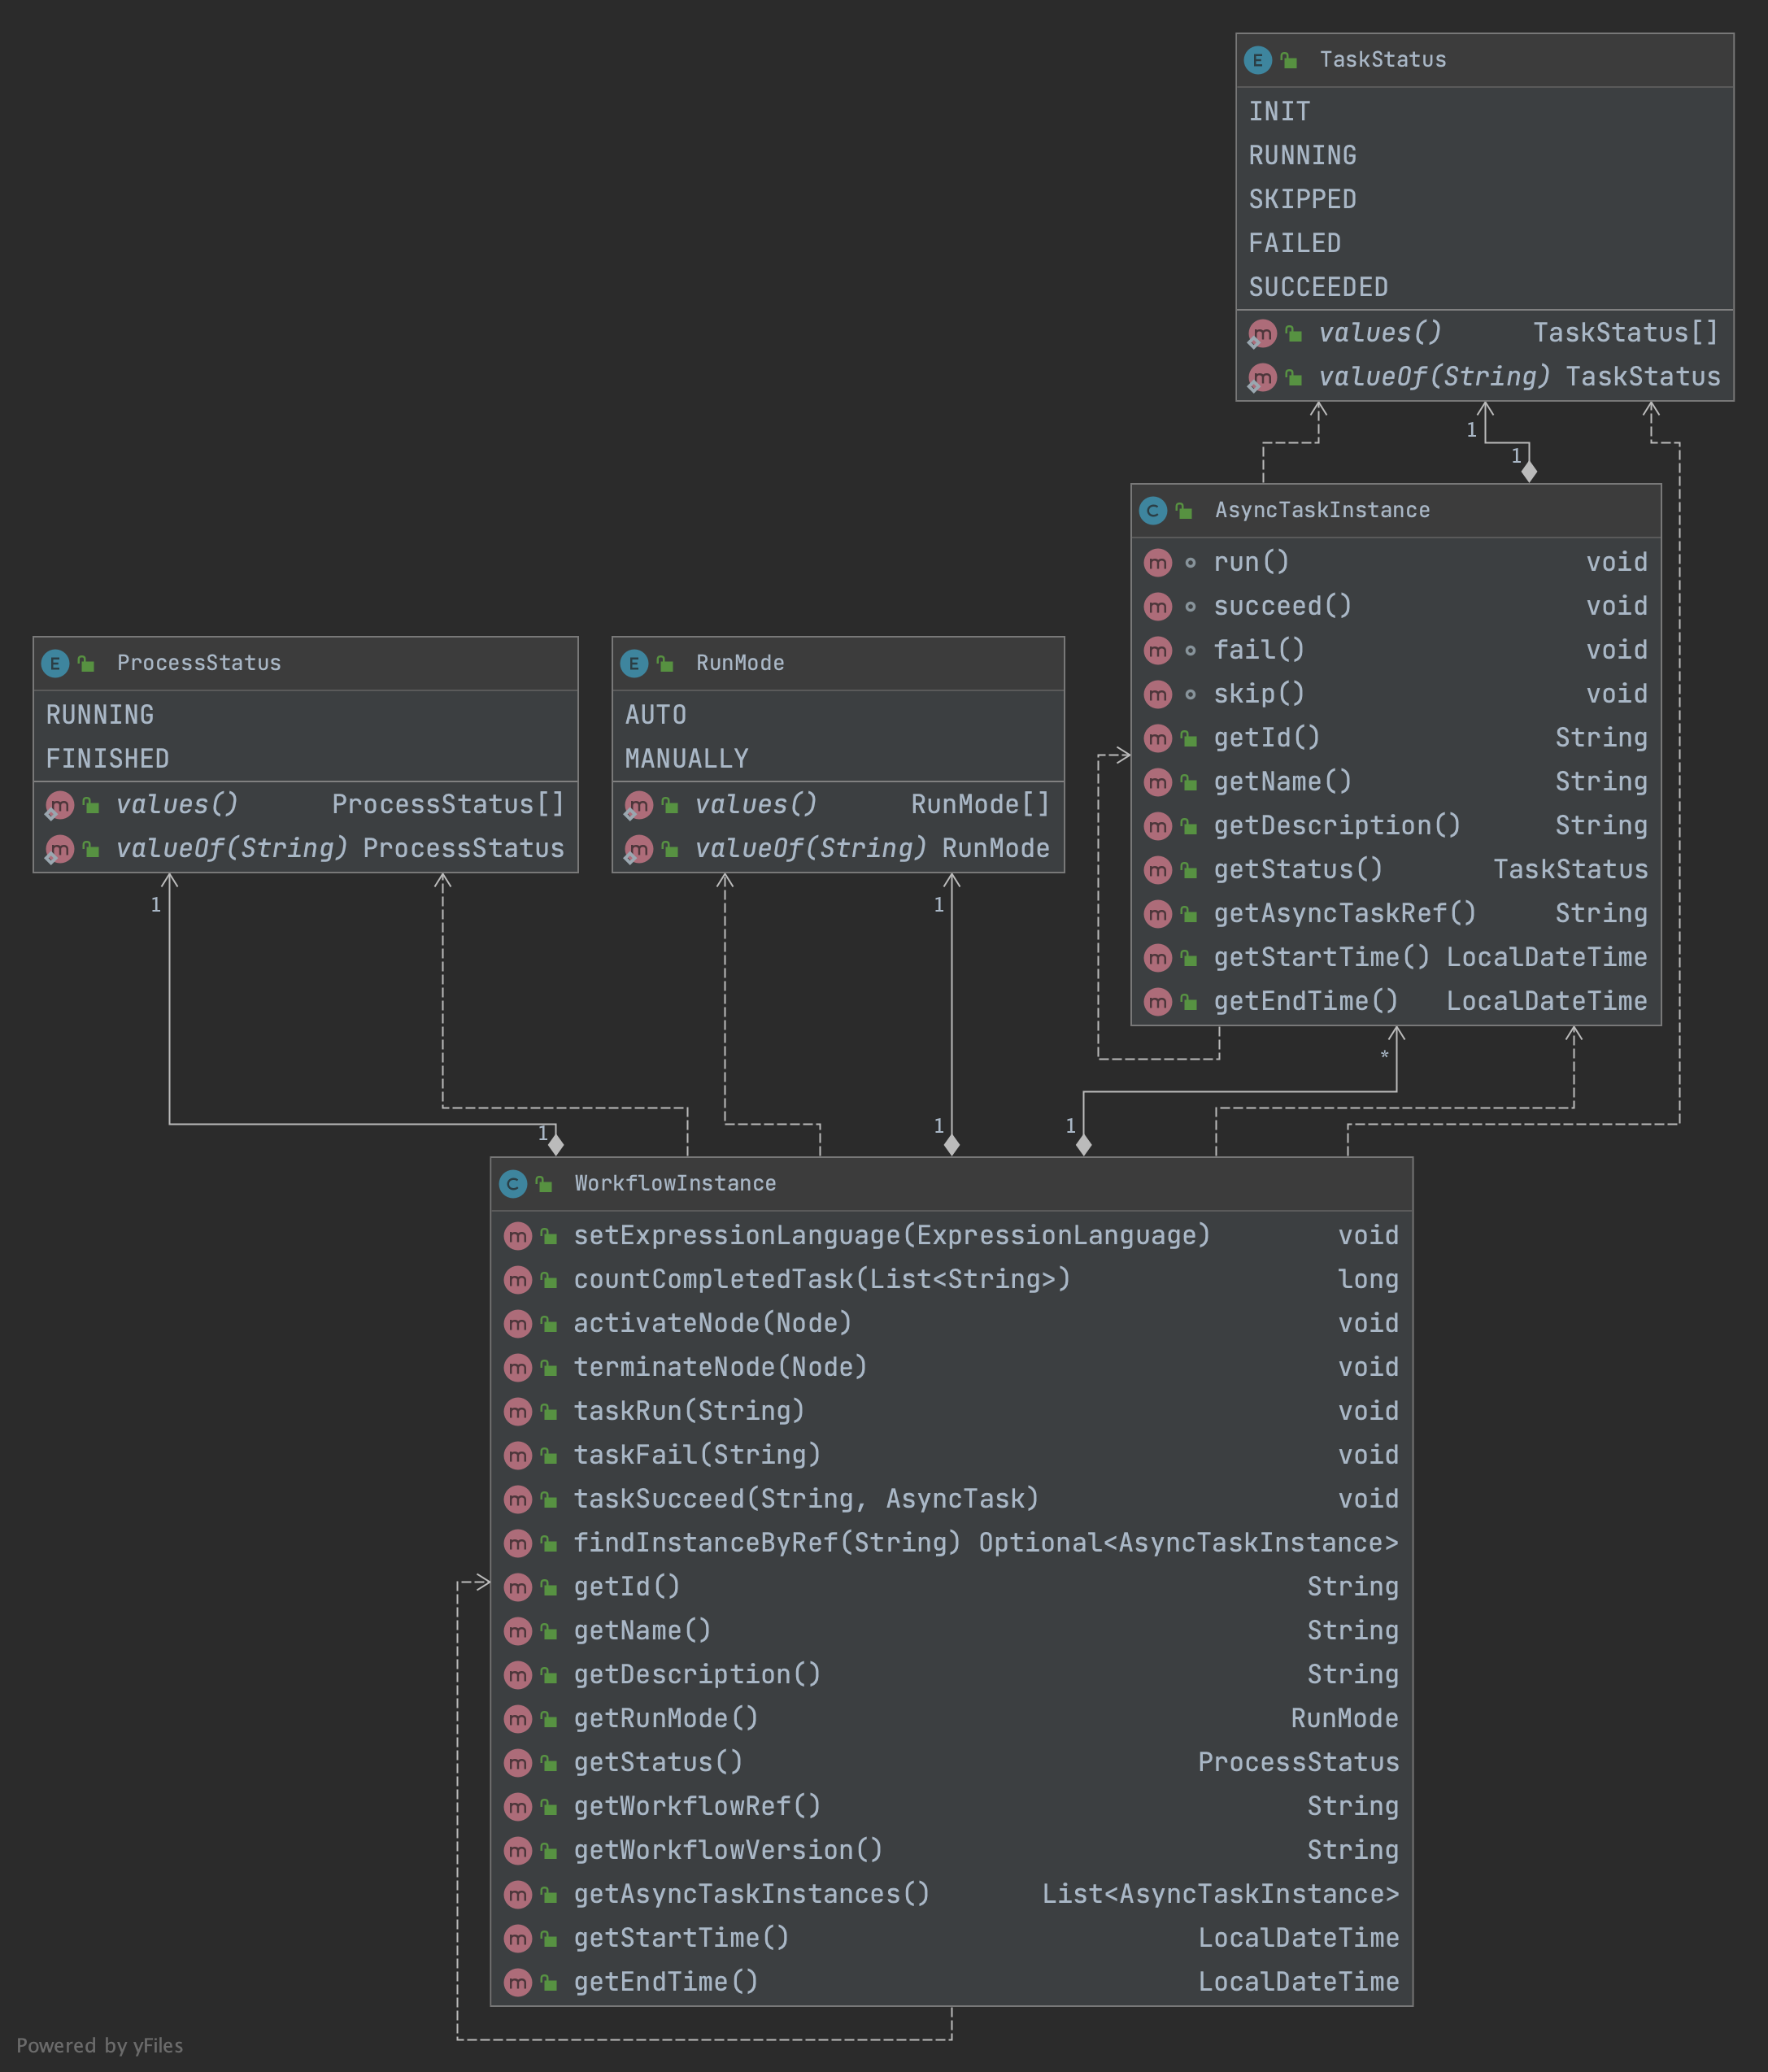 TaskStatus
INIT
RUNNING
SKIPPED
FAILED
SUCCEEDED
values() TaskStatus[]
valueOf(String) TaskStatus
1
1
AsyncTaskInstance
run() void
succeed() void
fail() void
skip() void
getId() String
getName() String
getDescription() String
getStatus() TaskStatus
getAsyncTaskRef() String
getStartTime() LocalDateTime
getEndTime() LocalDateTime
ProcessStatus
RUNNING
FINISHED
values() ProcessStatus[]
valueOf(String) ProcessStatus
RunMode
AUTO
MANUALLY
values() RunMode[]
valueOf(String) RunMode
1
1
*
1
1
1
WorkflowInstance
setExpressionLanguage(ExpressionLanguage) void
countCompletedTask(List<String>) long
activateNode(Node) void
terminateNode(Node) void
taskRun(String) void
taskFail(String) void
taskSucceed(String, AsyncTask) void
findInstanceByRef(String) Optional<AsyncTaskInstance>
getId() String
getName() String
getDescription() String
getRunMode() RunMode
getStatus() ProcessStatus
getWorkflowRef() String
getWorkflowVersion() String
getAsyncTaskInstances() List<AsyncTaskInstance>
getStartTime() LocalDateTime
getEndTime() LocalDateTime
Powered by yFiles